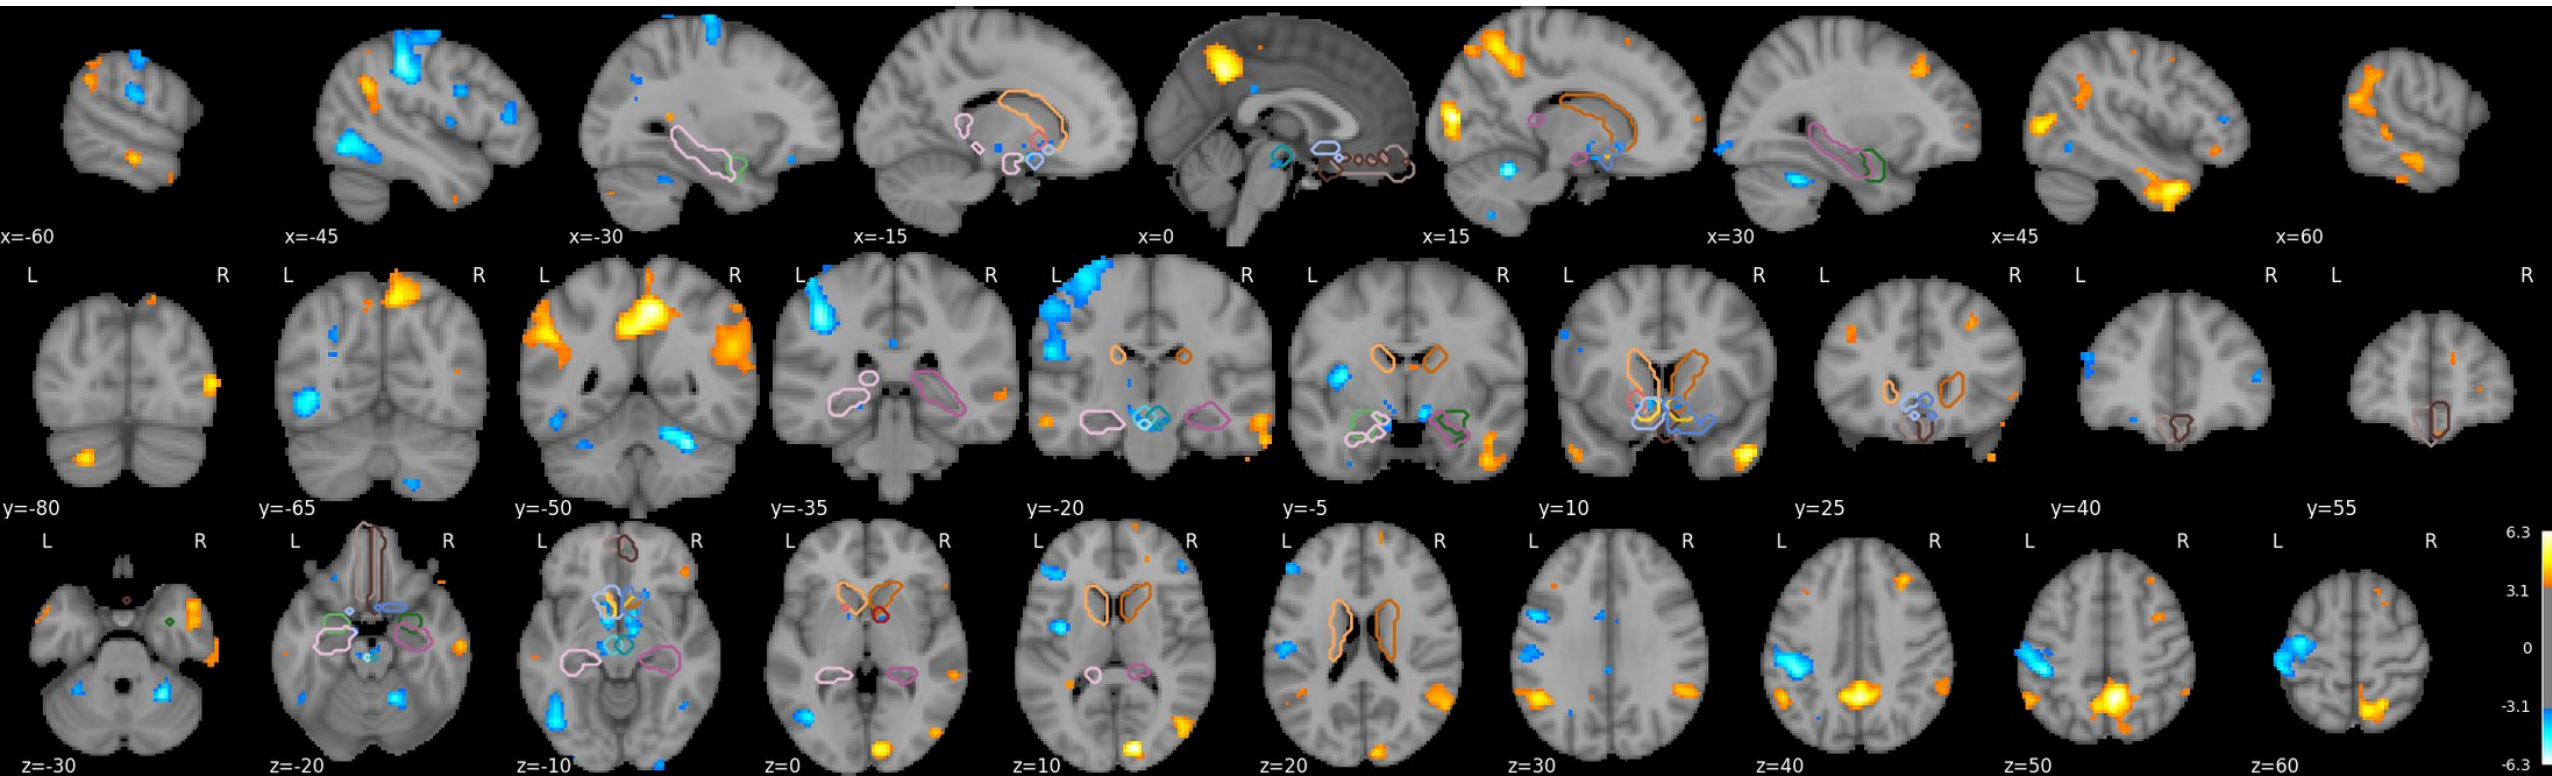 x=-60 x=-45 x=-30 x=-15 x=0 x=15 x=30 x=45 x=60
L R L R L R L R L R L R L R L R L R L R
y=-80 y=-65 y=-50 y=-35 y=-20 y=-5 y=10 y=25 y=40 y=55
L R L R L R L R L R L R L R L R L R L R
6.3
3.1
0
-3.1
-6.3
z=-30 z=-20 z=-10 z=0 z=10 z=20 z=30 z=40 z=50 z=60